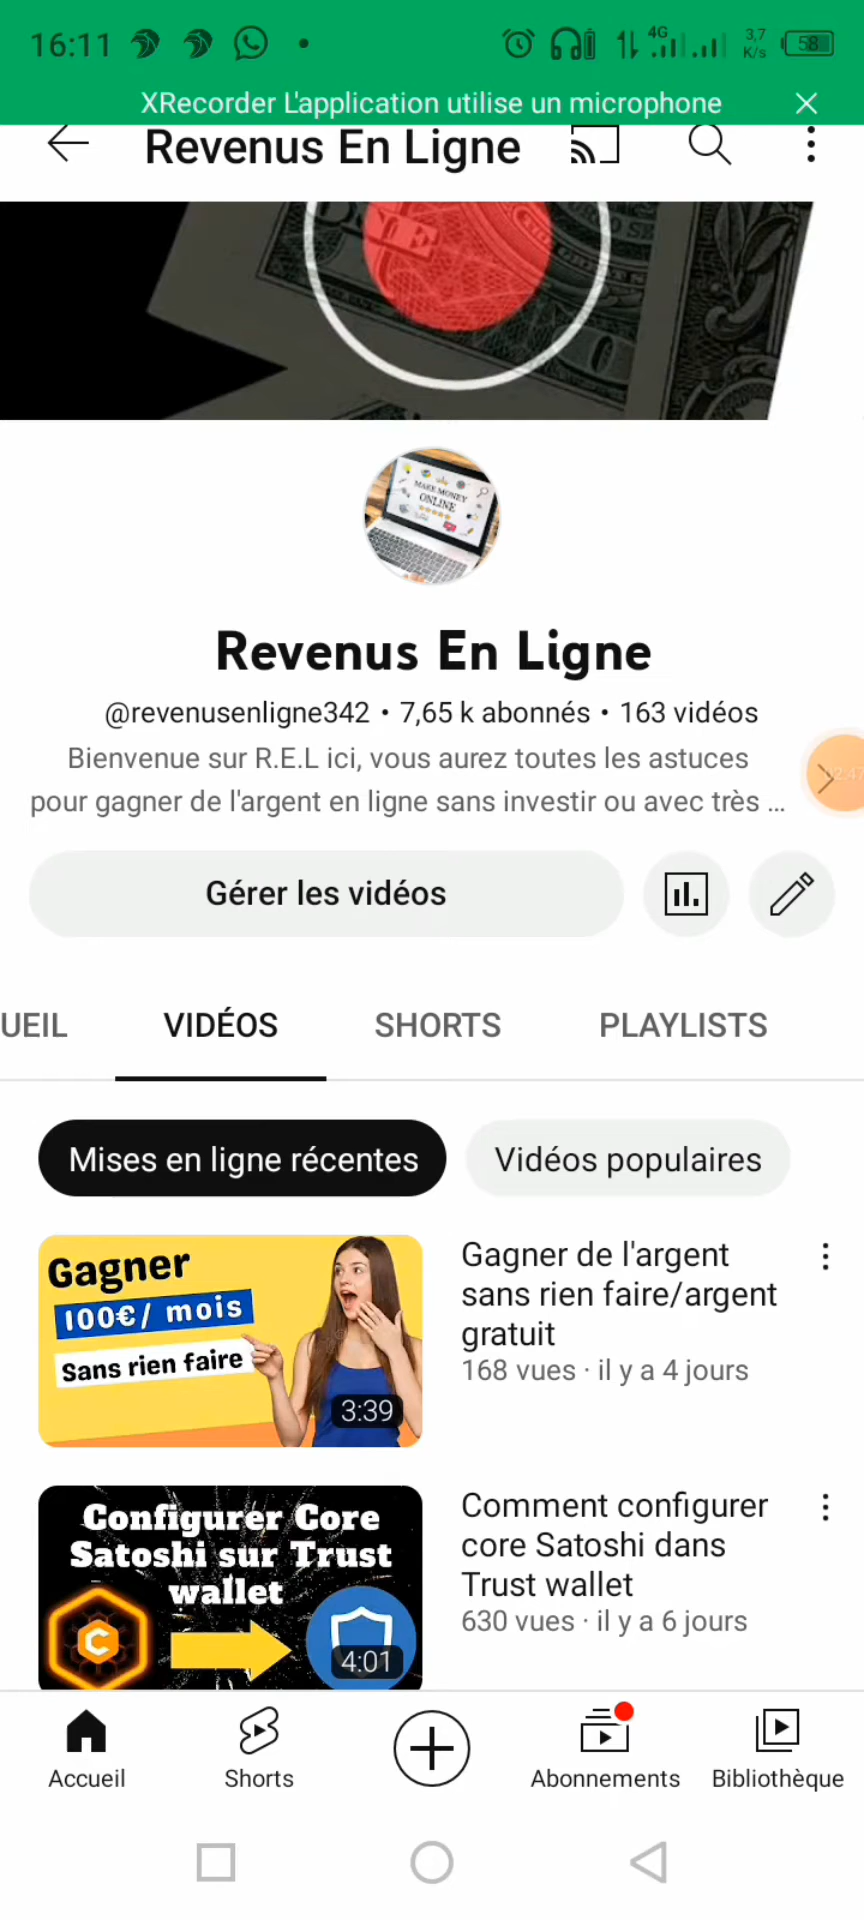 16:11
4G
3,7
K/s
58
XRecorder L'application utilise un microphone
Revenus En Ligne
MAKE MONEY
ONLINE
Revenus En Ligne
@revenusenligne342 • 7,65 k abonnés • 163 vidéos
Bienvenue sur R.E.L ici, vous aurez toutes les astuces
pour gagner de l'argent en ligne sans investir ou avec très ...
02:47
Gérer les vidéos
UEIL VIDÉOS SHORTS PLAYLISTS
Mises en ligne récentes Vidéos populaires
Gagner
100€/ mois
Sans rien faire
3:39
Gagner de l'argent
sans rien faire/argent
gratuit
168 vues · il y a 4 jours
Configurer Core
Satoshi sur Trust
wallet
C
4:01
Comment configurer
core Satoshi dans
Trust wallet
630 vues · il y a 6 jours
Accueil Shorts Abonnements Bibliothèque